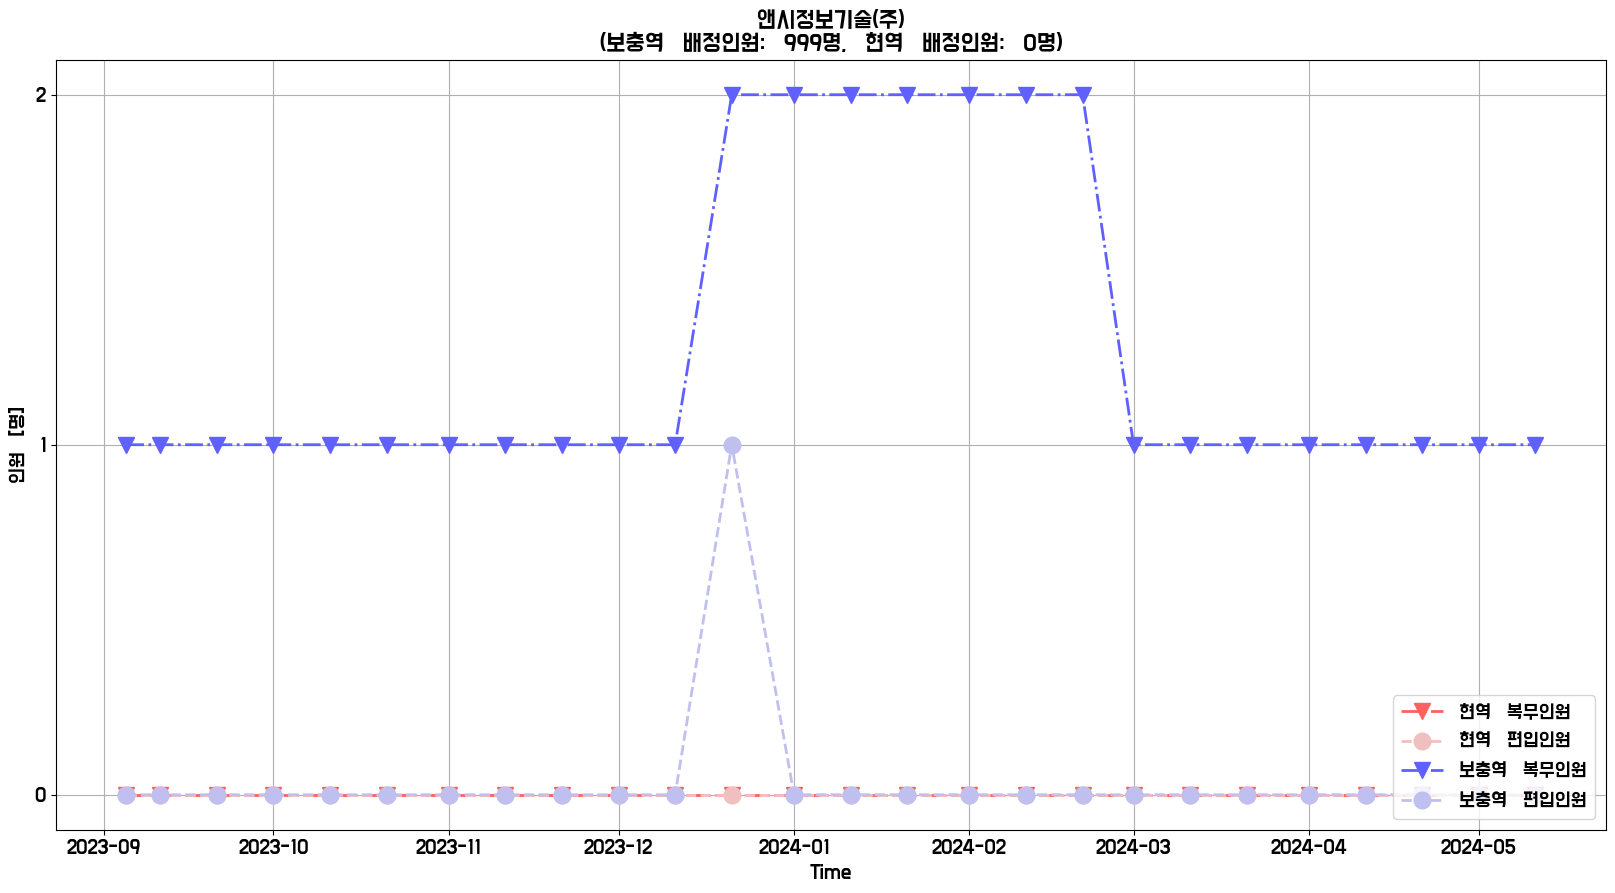 앤시정보기술(주)
(보충역 배정인원: 999명, 현역 배정인원: 0명)
2
1
0
인원 [명]
현역 복무인원
현역 편입인원
보충역 복무인원
보충역 편입인원
2023-09 2023-10 2023-11 2023-12 2024-01 2024-02 2024-03 2024-04 2024-05
Time